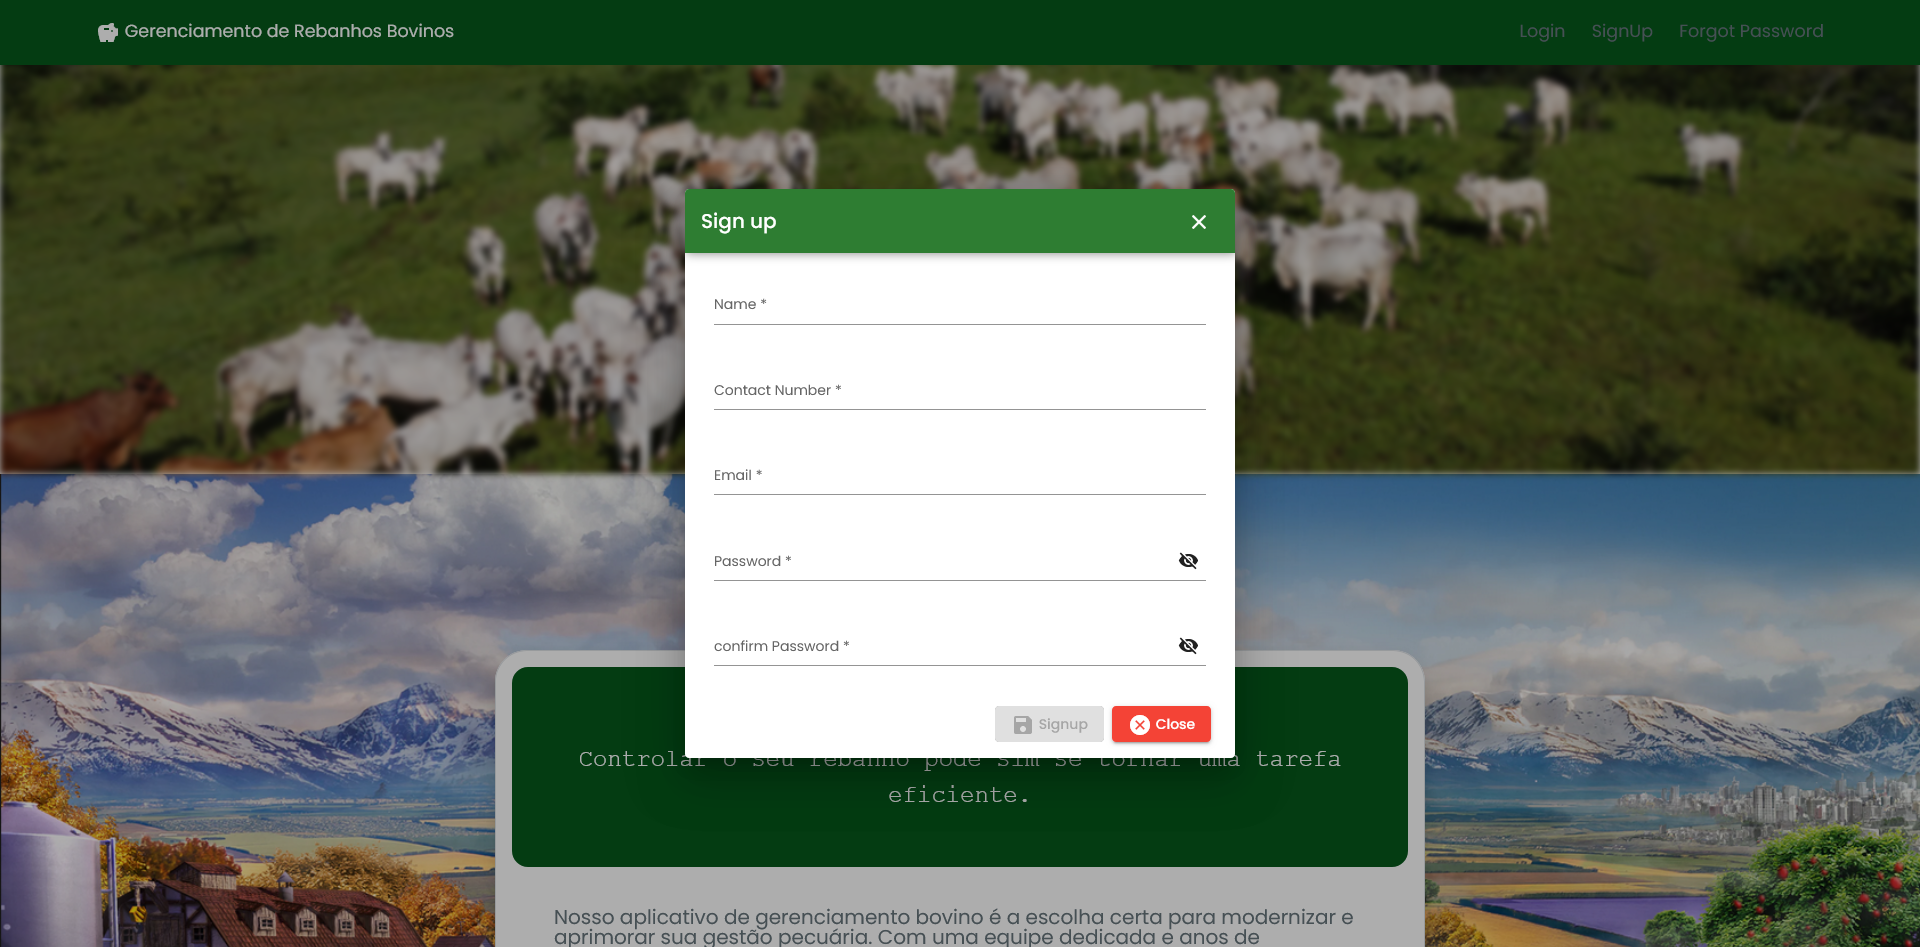 Gerenciamento de Rebanhos Bovinos
Login SignUp Forgot Password
Sign up
Name *
Contact Number *
Email *
Password *
confirm Password *
Signup Close
Controlar o seu rebanho pode sim se tornar uma tarefa
eficiente.
Nosso aplicativo de gerenciamento bovino é a escolha certa para modernizar e
aprimorar sua gestão pecuária. Com uma equipe dedicada e anos de